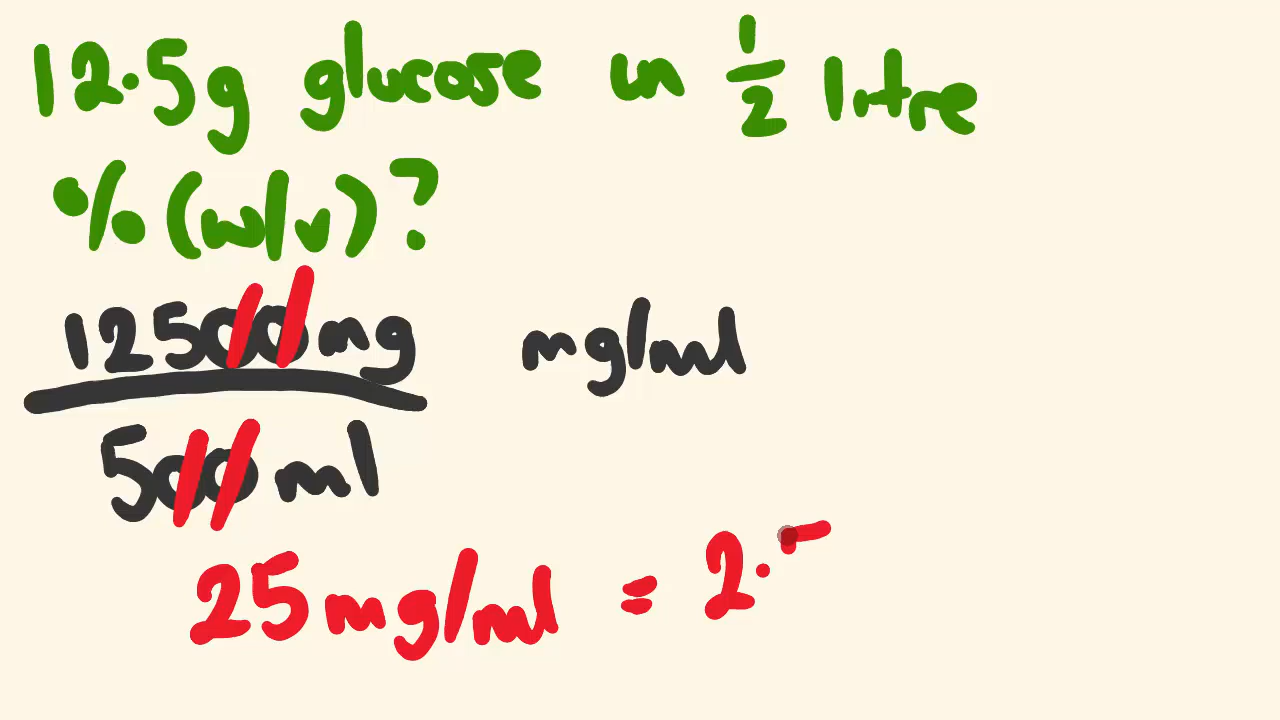 12.5g glucose in 1/2 litre
% (w/v)?
12500mg mg/ml
500ml
25mg/ml = 2.